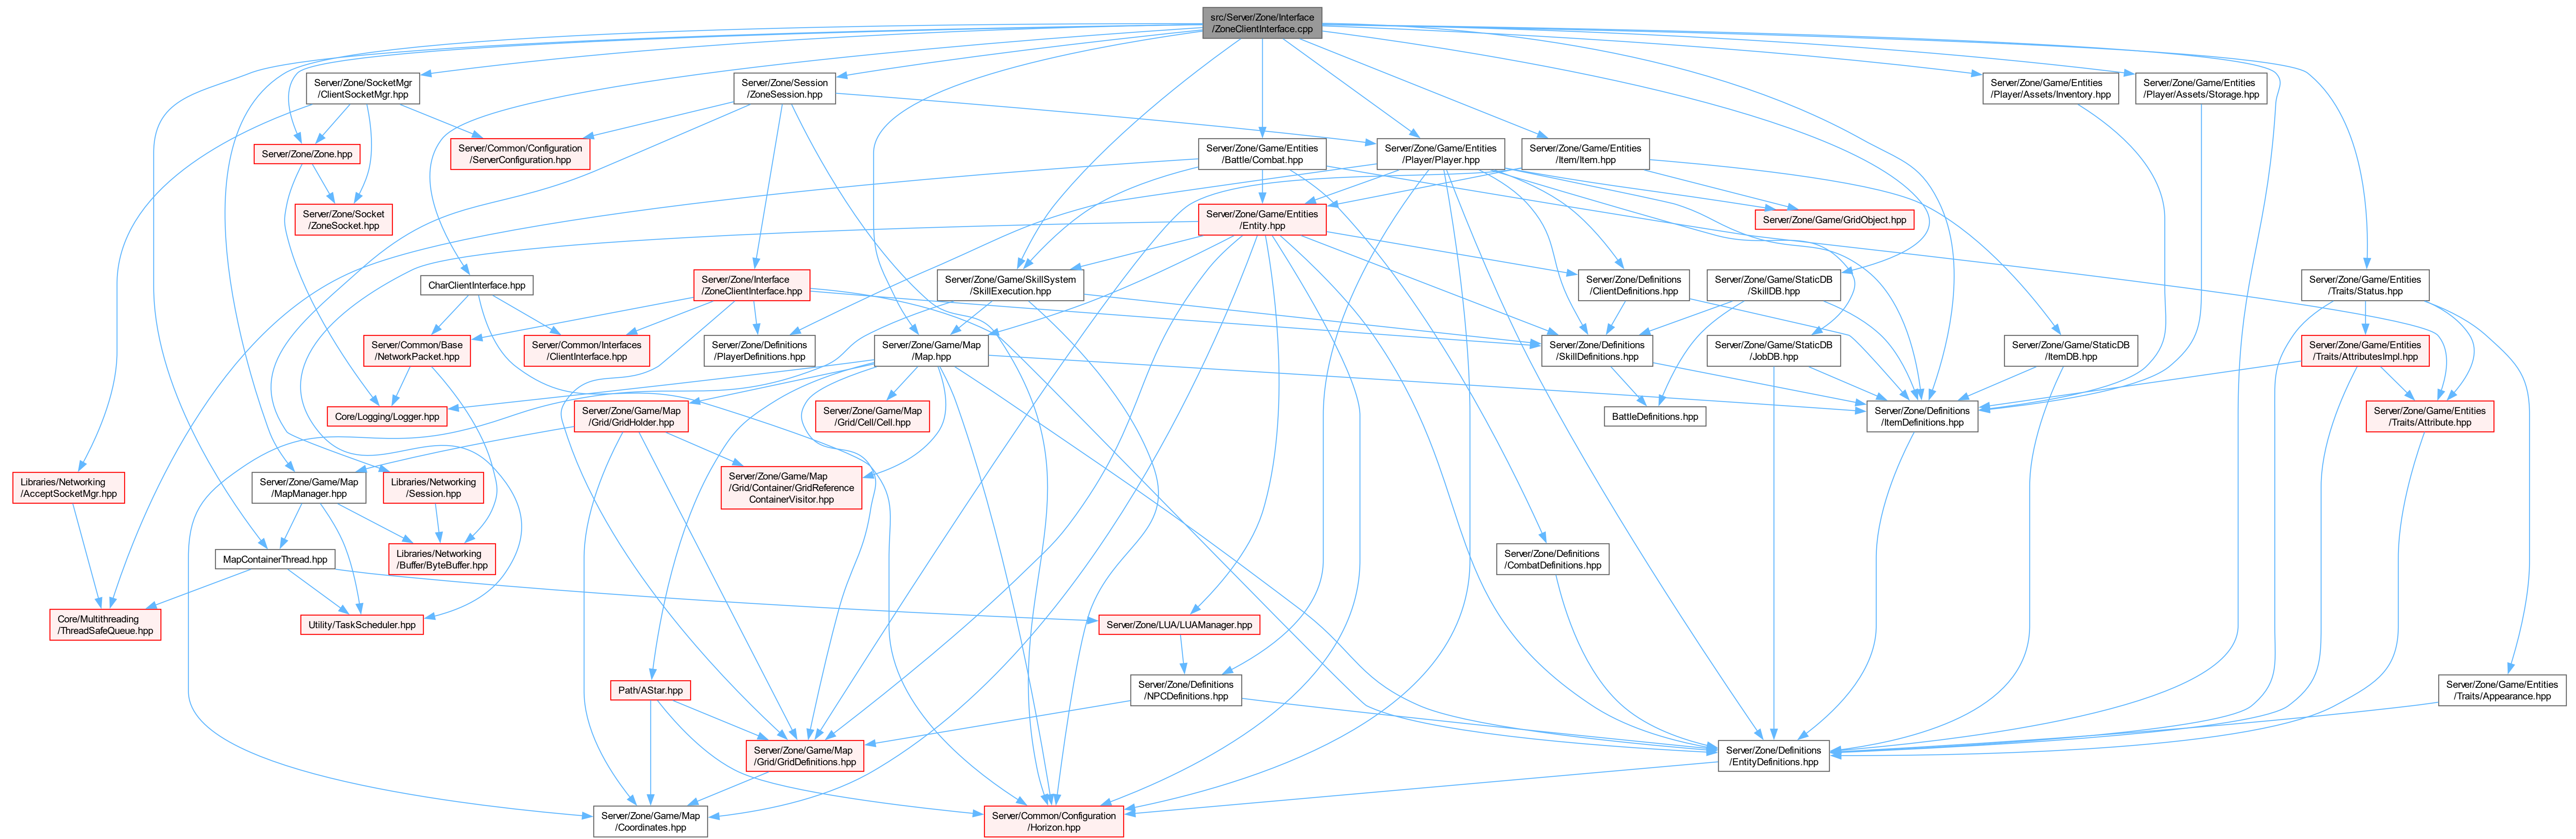 src/Server/Zone/Interface
/ZoneClientInterface.cpp
Server/Zone/SocketMgr
/ClientSocketMgr.hpp
Server/Zone/Session
/ZoneSession.hpp
Server/Zone/Game/Entities
/Player/Assets/Inventory.hpp
Server/Zone/Game/Entities
/Player/Assets/Storage.hpp
Server/Zone/Zone.hpp
Server/Common/Configuration
/ServerConfiguration.hpp
Server/Zone/Game/Entities
/Battle/Combat.hpp
Server/Zone/Game/Entities
/Player/Player.hpp
Server/Zone/Game/Entities
/Item/Item.hpp
Server/Zone/Socket
/ZoneSocket.hpp
Server/Zone/Game/Entities
/Entity.hpp
Server/Zone/Game/GridObject.hpp
CharClientInterface.hpp
Server/Zone/Interface
/ZoneClientInterface.hpp
Server/Zone/Game/SkillSystem
/SkillExecution.hpp
Server/Zone/Definitions
/ClientDefinitions.hpp
Server/Zone/Game/StaticDB
/SkillDB.hpp
Server/Zone/Game/Entities
/Traits/Status.hpp
Server/Common/Base
/NetworkPacket.hpp
Server/Common/Interfaces
/ClientInterface.hpp
Server/Zone/Definitions
/PlayerDefinitions.hpp
Server/Zone/Game/Map
/Map.hpp
Server/Zone/Definitions
/SkillDefinitions.hpp
Server/Zone/Game/StaticDB
/JobDB.hpp
Server/Zone/Game/StaticDB
/ItemDB.hpp
Server/Zone/Game/Entities
/Traits/AttributesImpl.hpp
Core/Logging/Logger.hpp
Server/Zone/Game/Map
/Grid/GridHolder.hpp
Server/Zone/Game/Map
/Grid/Cell/Cell.hpp
BattleDefinitions.hpp
Server/Zone/Definitions
/ItemDefinitions.hpp
Server/Zone/Game/Entities
/Traits/Attribute.hpp
Libraries/Networking
/AcceptSocketMgr.hpp
Server/Zone/Game/Map
/MapManager.hpp
Libraries/Networking
/Session.hpp
Server/Zone/Game/Map
/Grid/Container/GridReference
ContainerVisitor.hpp
MapContainerThread.hpp
Libraries/Networking
/Buffer/ByteBuffer.hpp
Server/Zone/Definitions
/CombatDefinitions.hpp
Core/Multithreading
/ThreadSafeQueue.hpp
Utility/TaskScheduler.hpp
Server/Zone/LUA/LUAManager.hpp
Path/AStar.hpp
Server/Zone/Definitions
/NPCDefinitions.hpp
Server/Zone/Game/Entities
/Traits/Appearance.hpp
Server/Zone/Game/Map
/Grid/GridDefinitions.hpp
Server/Zone/Definitions
/EntityDefinitions.hpp
Server/Zone/Game/Map
/Coordinates.hpp
Server/Common/Configuration
/Horizon.hpp